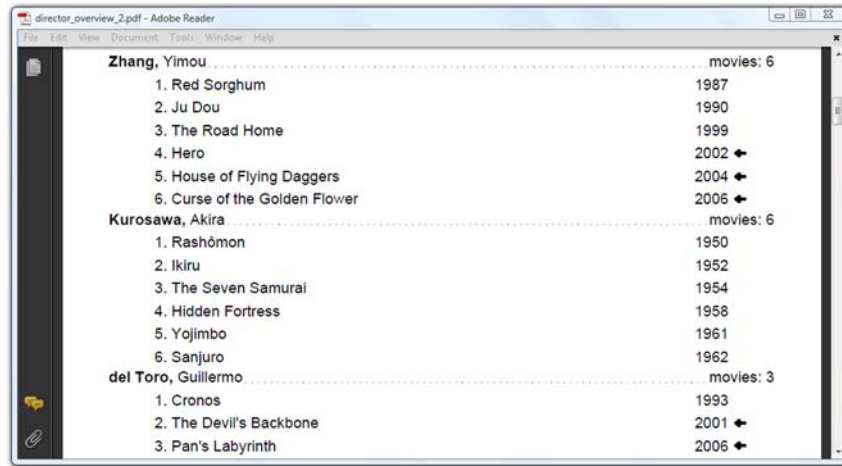 director_overview_2.pdf - Adobe Reader
File Edit View Document Tools Window Help
Zhang, Yimou movies: 6
1. Red Sorghum 1987
2. Ju Dou 1990
3. The Road Home 1999
4. Hero 2002
5. House of Flying Daggers 2004
6. Curse of the Golden Flower 2006
Kurosawa, Akira movies: 6
1. Rashômon 1950
2. Ikiru 1952
3. The Seven Samurai 1954
4. Hidden Fortress 1958
5. Yojimbo 1961
6. Sanjuro 1962
del Toro, Guillermo movies: 3
1. Cronos 1993
2. The Devil's Backbone 2001
3. Pan's Labyrinth 2006